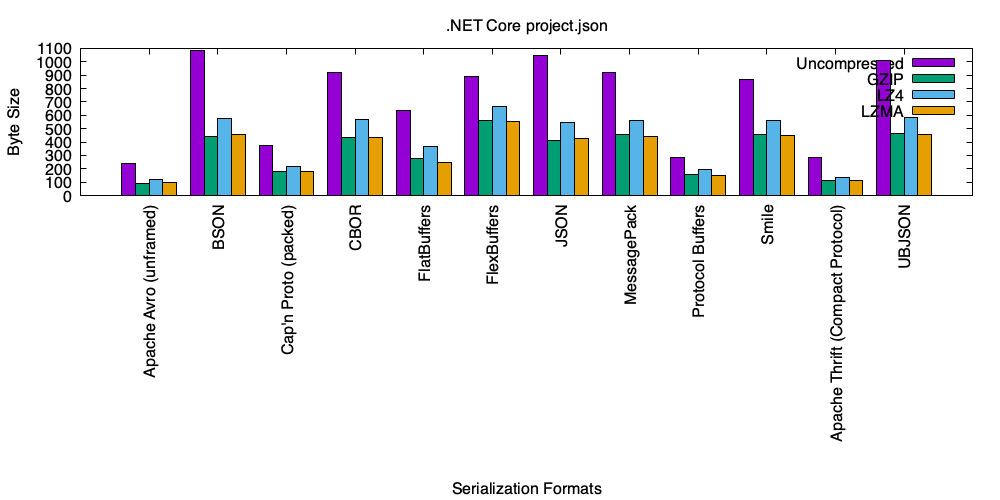 .NET Core project.json
Byte Size
1100
1000
900
800
700
600
500
400
300
200
100
0
Uncompressed
GZIP
LZ4
LZMA
Apache Avro (unframed)
BSON
Cap'n Proto (packed)
CBOR
FlatBuffers
FlexBuffers
JSON
MessagePack
Protocol Buffers
Smile
Apache Thrift (Compact Protocol)
UBJSON
Serialization Formats